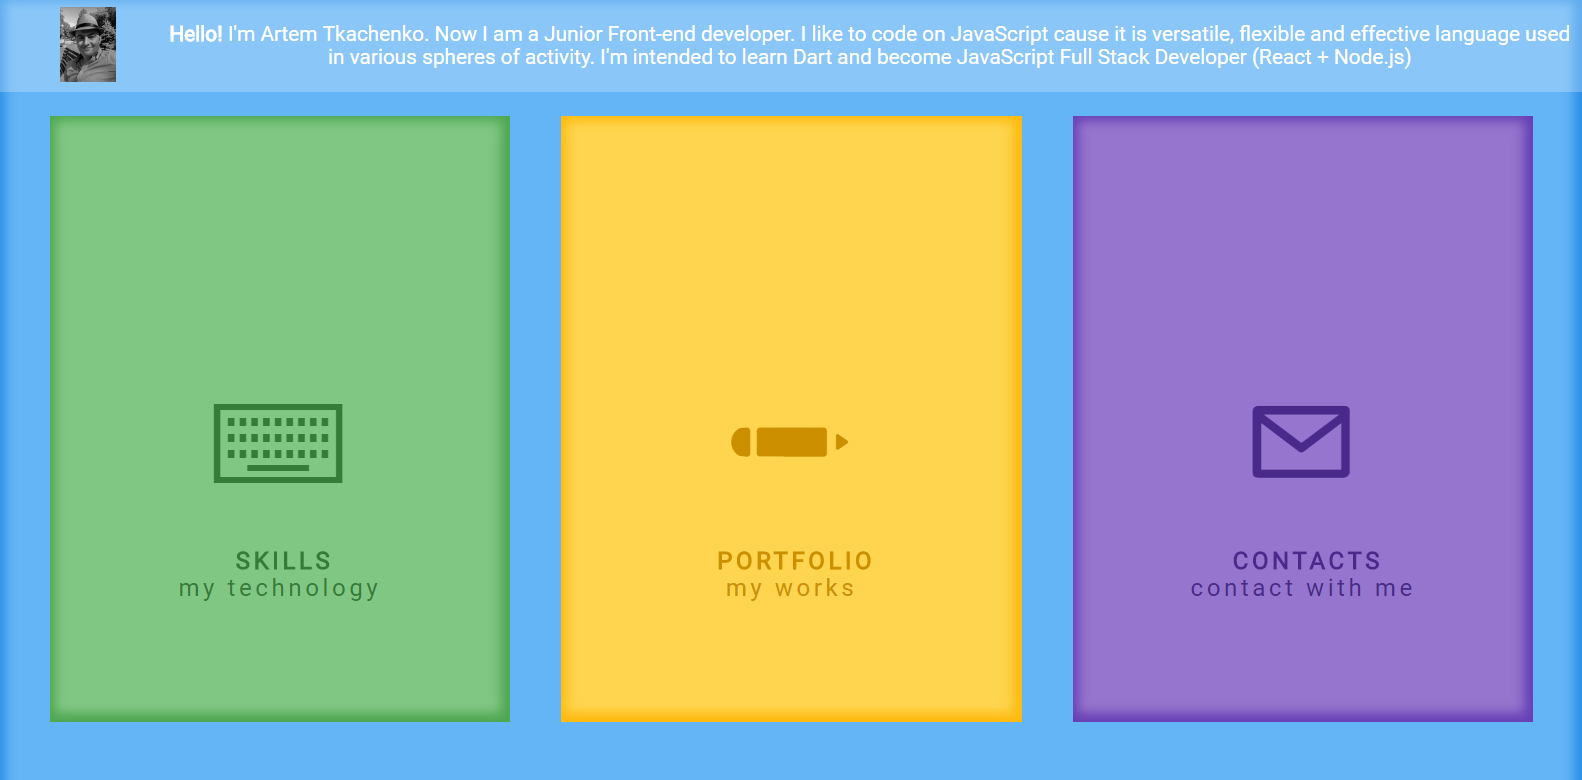 Hello! I'm Artem Tkachenko. Now I am a Junior Front-end developer. I like to code on JavaScript cause it is versatile, flexible and effective language used
in various spheres of activity. I'm intended to learn Dart and become JavaScript Full Stack Developer (React + Node.js)
SKILLS
my technology
PORTFOLIO
my works
CONTACTS
contact with me